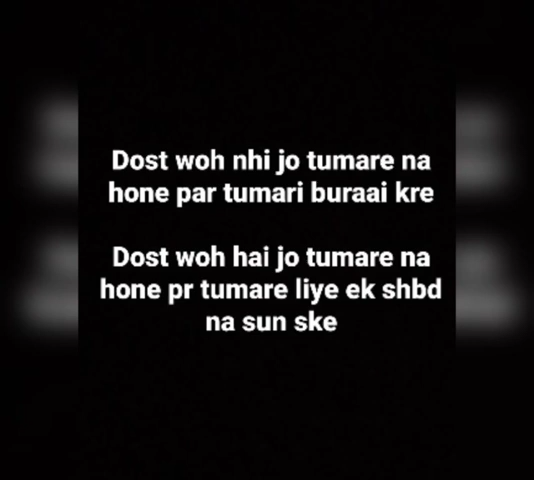 Dost woh nhi jo tumare na
hone par tumari buraai kre
Dost woh hai jo tumare na
hone pr tumare liye ek shbd
na sun ske